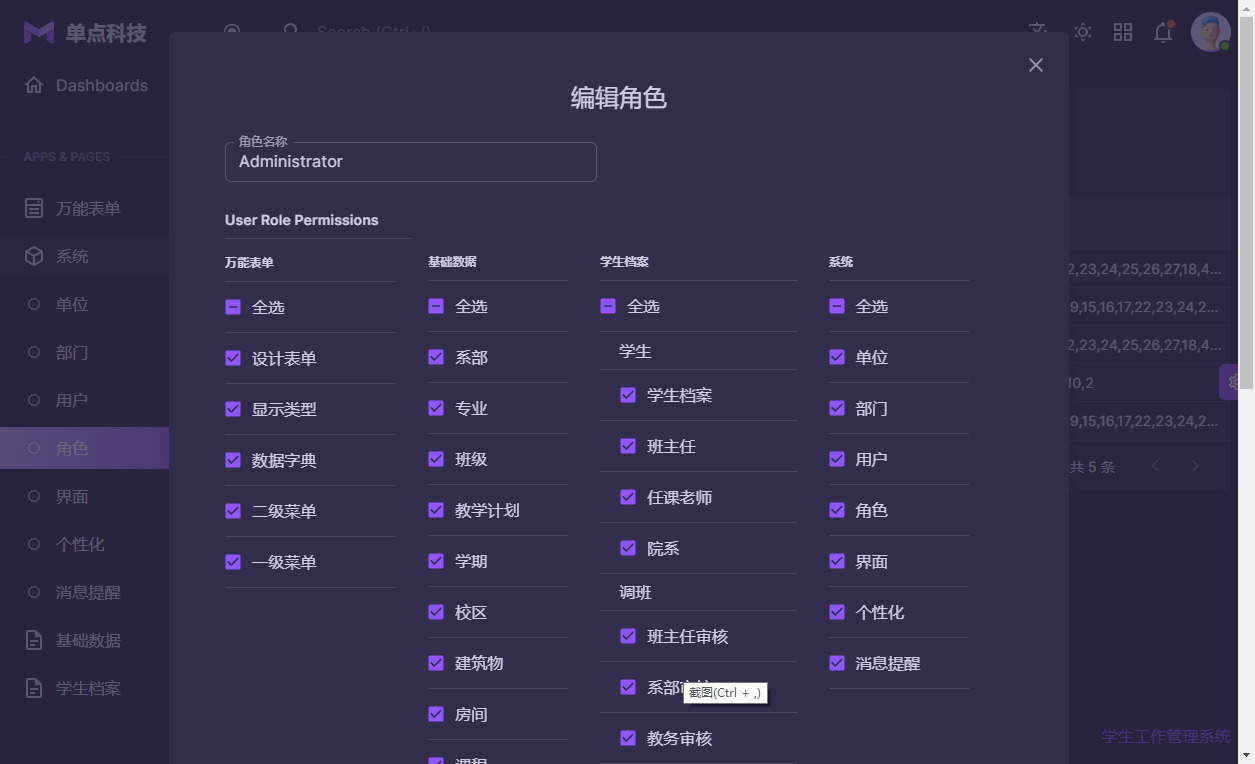 单点科技
Search (Ctrl+/)
Dashboards
APPS & PAGES
万能表单
系统
单位
部门
用户
角色
界面
个性化
消息提醒
基础数据
学生档案
编辑角色
角色名称
Administrator
User Role Permissions
万能表单
全选
设计表单
显示类型
数据字典
二级菜单
一级菜单
基础数据
全选
系部
专业
班级
教学计划
学期
校区
建筑物
房间
课程
学生档案
全选
学生
学生档案
班主任
任课老师
院系
调班
班主任审核
系部审核
教务审核
截图(Ctrl + ,)
系统
全选
单位
部门
用户
角色
界面
个性化
消息提醒
2,23,24,25,26,27,18,4...
9,15,16,17,22,23,24,2...
2,23,24,25,26,27,18,4...
10,2
9,15,16,17,22,23,24,2...
共 5 条
学生工作管理系统